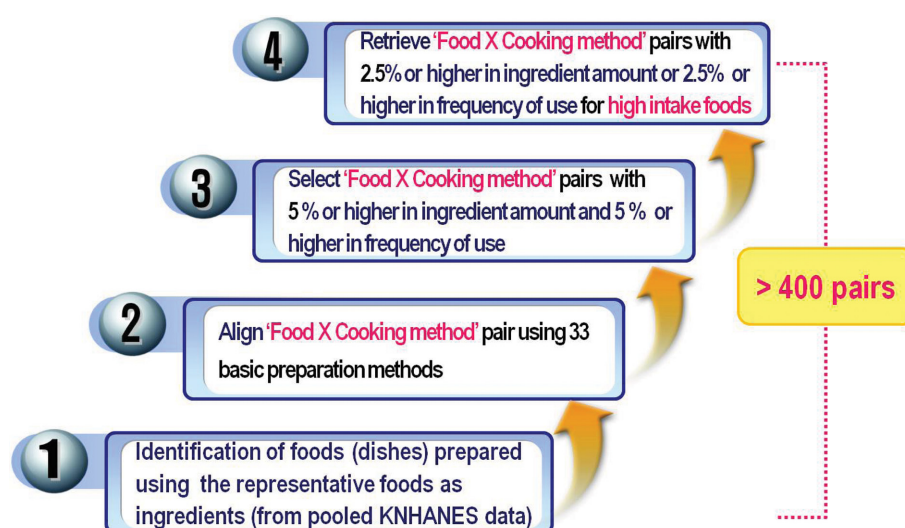 4
Retrieve 'Food X Cooking method' pairs with
2.5% or higher in ingredient amount or 2.5% or
higher in frequency of use for high intake foods
3
Select 'Food X Cooking method' pairs with
5 % or higher in ingredient amount and 5 % or
higher in frequency of use
> 400 pairs
2
Align 'Food X Cooking method' pair using 33
basic preparation methods
1
Identification of foods (dishes) prepared
using the representative foods as
ingredients (from pooled KNHANES data)